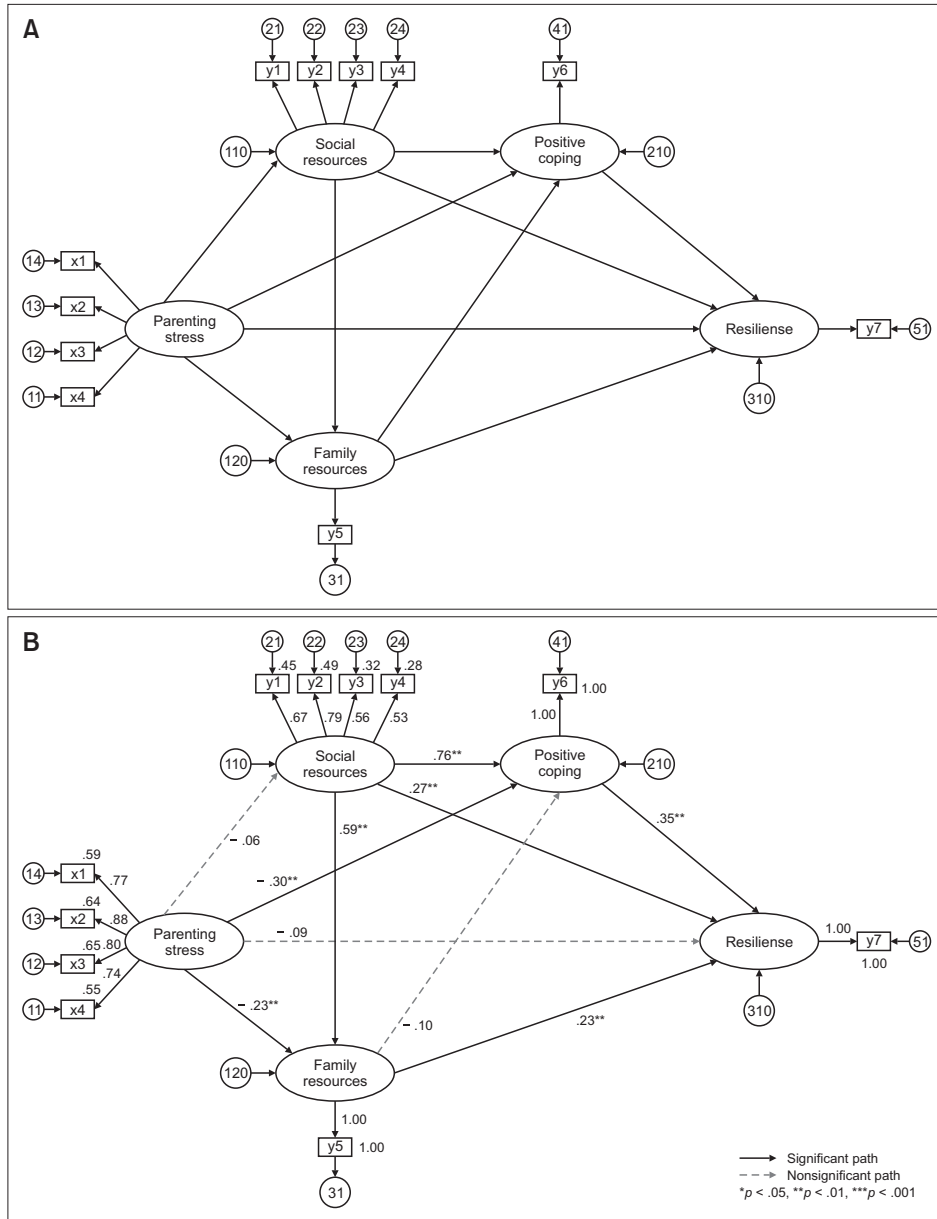 A
21 22 23 24 41
y1 y2 y3 y4 y6
110 Social resources Positive coping 210
14 x1
13 x2
12 x3
11 x4
Parenting stress
Resiliense y7 51
310
120 Family resources
y5
31
B
21 22 23 24 41
.45 .49 .32 .28
y1 y2 y3 y4 y6 1.00
.67 .79 .56 .53 1.00
110 Social resources .76** Positive coping 210
.27**
.59** .35**
− .06
.59
14 x1 .77
− .30**
.64
13 x2 .88
Parenting stress − .09
Resiliense 1.00 y7 51
1.00
.65 .80
12 x3
.74
.55
11 x4
− .23**
310
− .10 .23**
120 Family resources
1.00
y5 1.00
31
Significant path
Nonsignificant path
*p < .05, **p < .01, ***p < .001